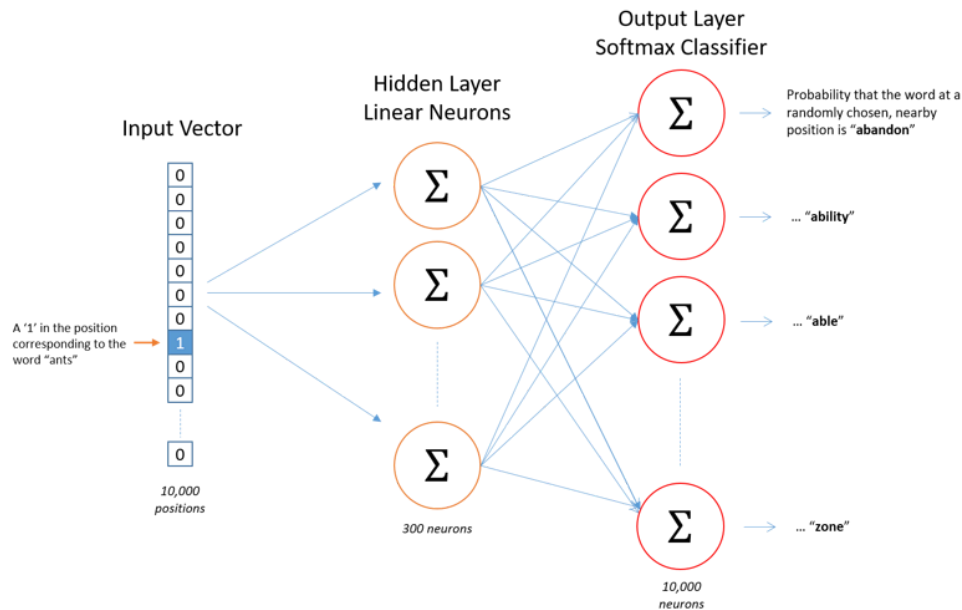 Output Layer
Softmax Classifier
Hidden Layer
Linear Neurons
Input Vector
Probability that the word at a
randomly chosen, nearby
position is “abandon”
0
0
0
0
0
0
0
1
0
0
0
A ‘1’ in the position
corresponding to the
word “ants”
10,000
positions
Σ
Σ
Σ
300 neurons
Σ
Σ
Σ
Σ
… “ability”
… “able”
… “zone”
10,000
neurons